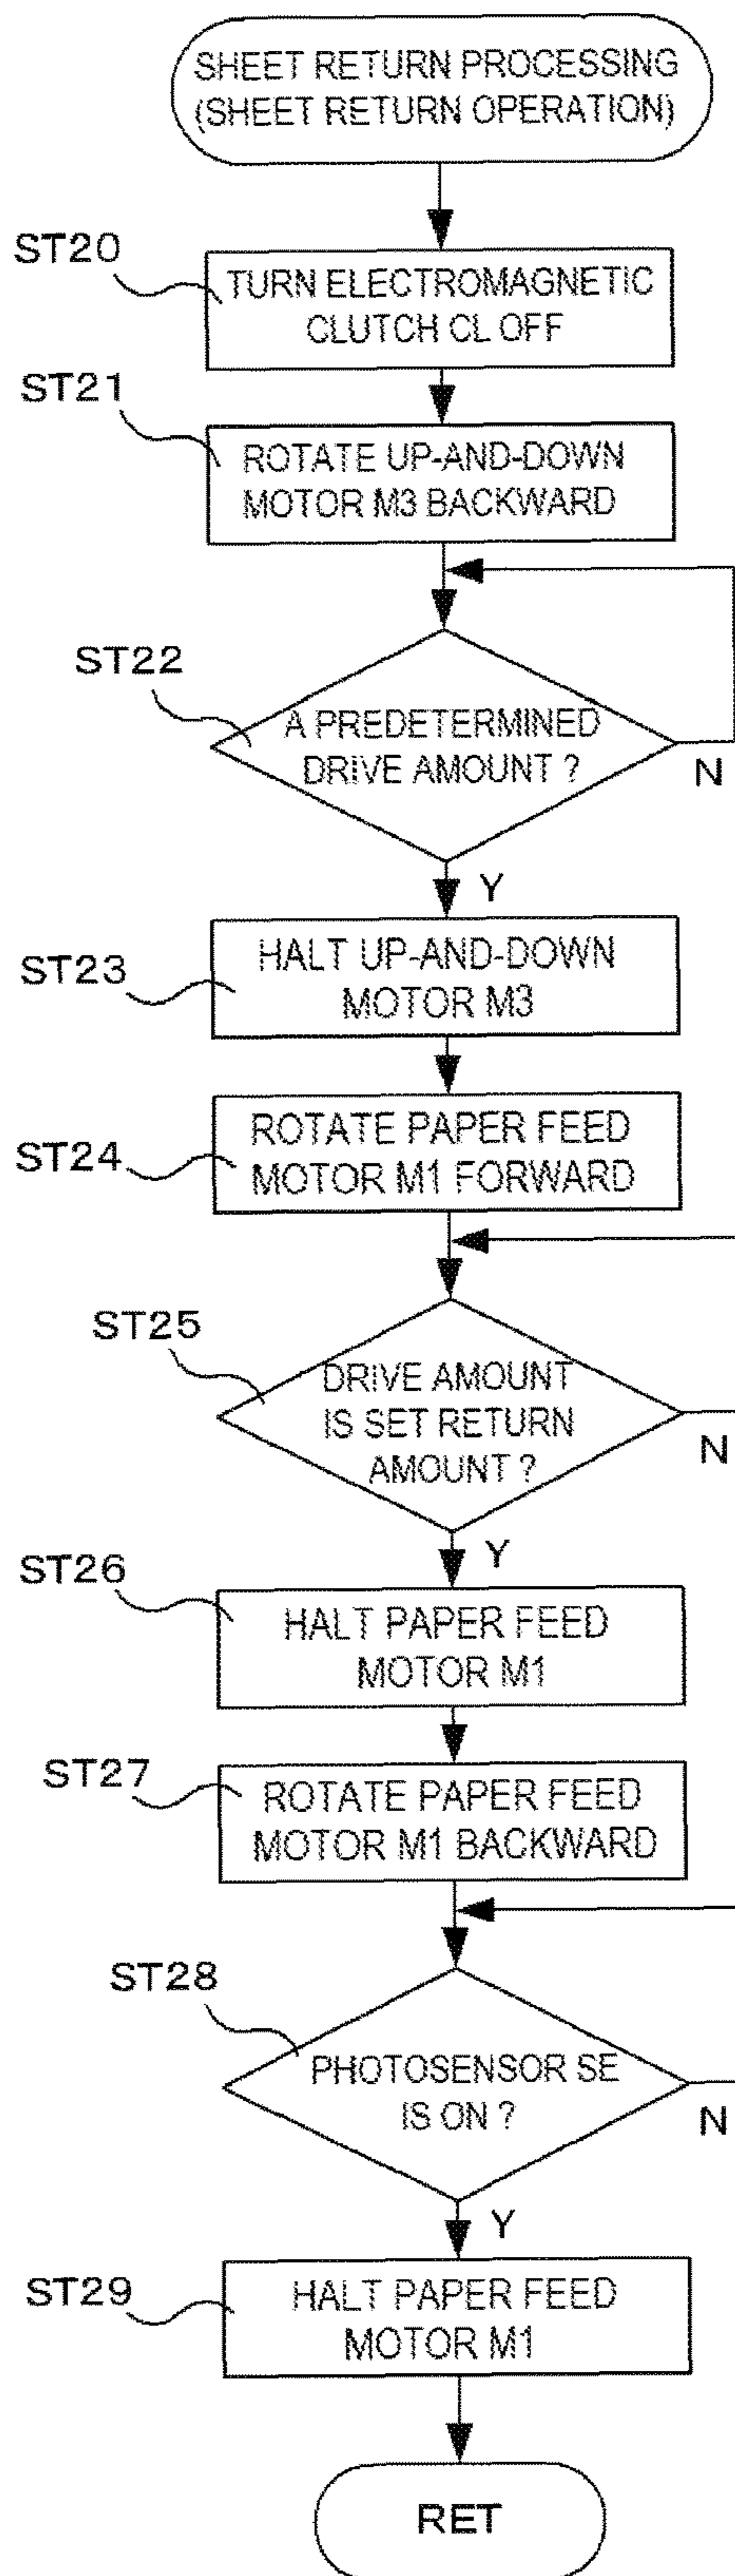 SHEET RETURN PROCESSING
(SHEET RETURN OPERATION)
ST20
TURN ELECTROMAGNETIC
CLUTCH CL OFF
ST21
ROTATE UP-AND-DOWN
MOTOR M3 BACKWARD
ST22
A PREDETERMINED
DRIVE AMOUNT ?
N
Y
ST23
HALT UP-AND-DOWN
MOTOR M3
ST24
ROTATE PAPER FEED
MOTOR M1 FORWARD
ST25
DRIVE AMOUNT
IS SET RETURN
AMOUNT ?
N
Y
ST26
HALT PAPER FEED
MOTOR M1
ST27
ROTATE PAPER FEED
MOTOR M1 BACKWARD
ST28
PHOTOSENSOR SE
IS ON ?
N
Y
ST29
HALT PAPER FEED
MOTOR M1
RET